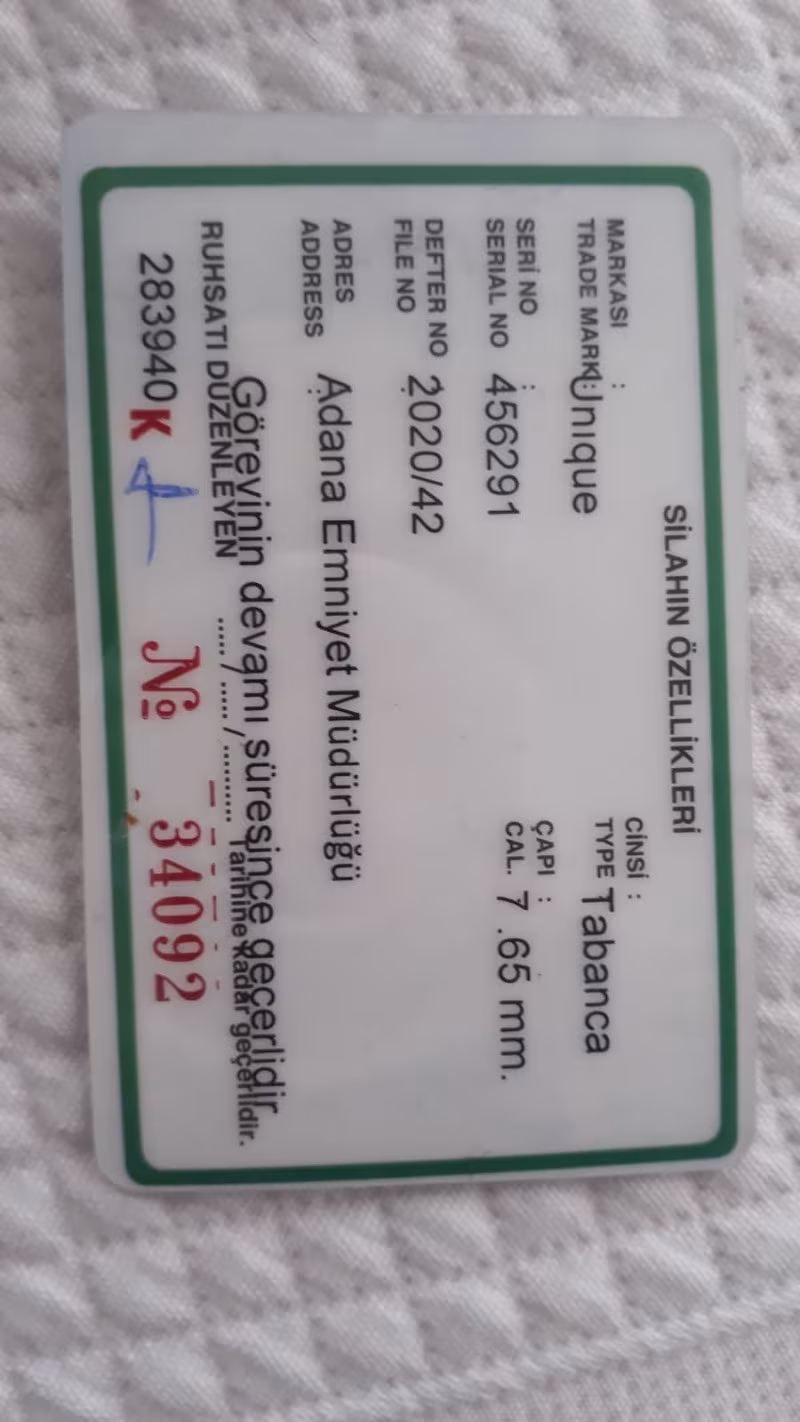 SİLAHIN ÖZELLİKLERİ
MARKASI :
TRADE MARK Unıque
CİNSİ :
TYPE Tabanca
SERİ NO :
SERIAL NO 456291
ÇAPI :
CAL. 7 .65 mm.
DEFTER NO
FILE NO : 2020/42
ADRES
ADDRESS : Adana Emniyet Müdürlüğü
Görevinin devamı süresince geçerlidir.
RUHSATI DÜZENLEYEN ...../...../.......... Tarihine kadar geçerlidir.
283940 K № 34092